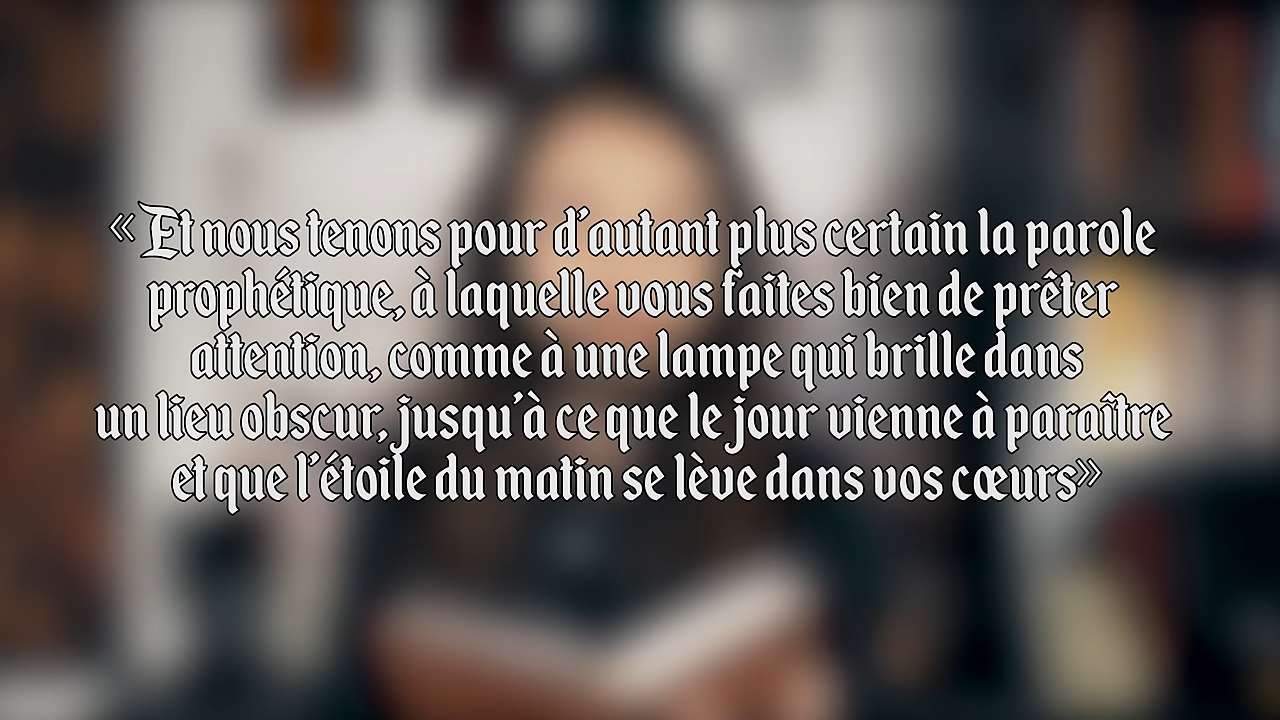 « Et nous tenons pour d’autant plus certain la parole
prophétique, à laquelle vous faites bien de prêter
attention, comme à une lampe qui brille dans
un lieu obscur, jusqu’à ce que le jour vienne à paraître
et que l’étoile du matin se lève dans vos cœurs»